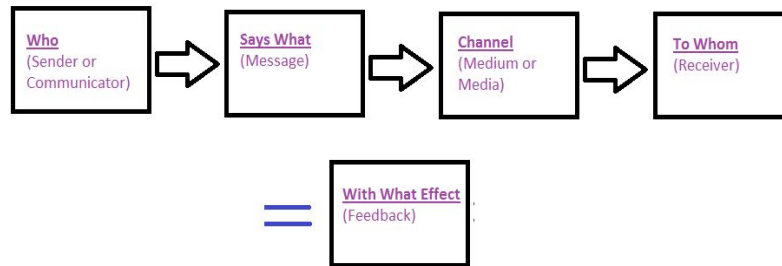 Who
(Sender or
Communicator)
Says What
(Message)
Channel
(Medium or
Media)
To Whom
(Receiver)
With What Effect
(Feedback)